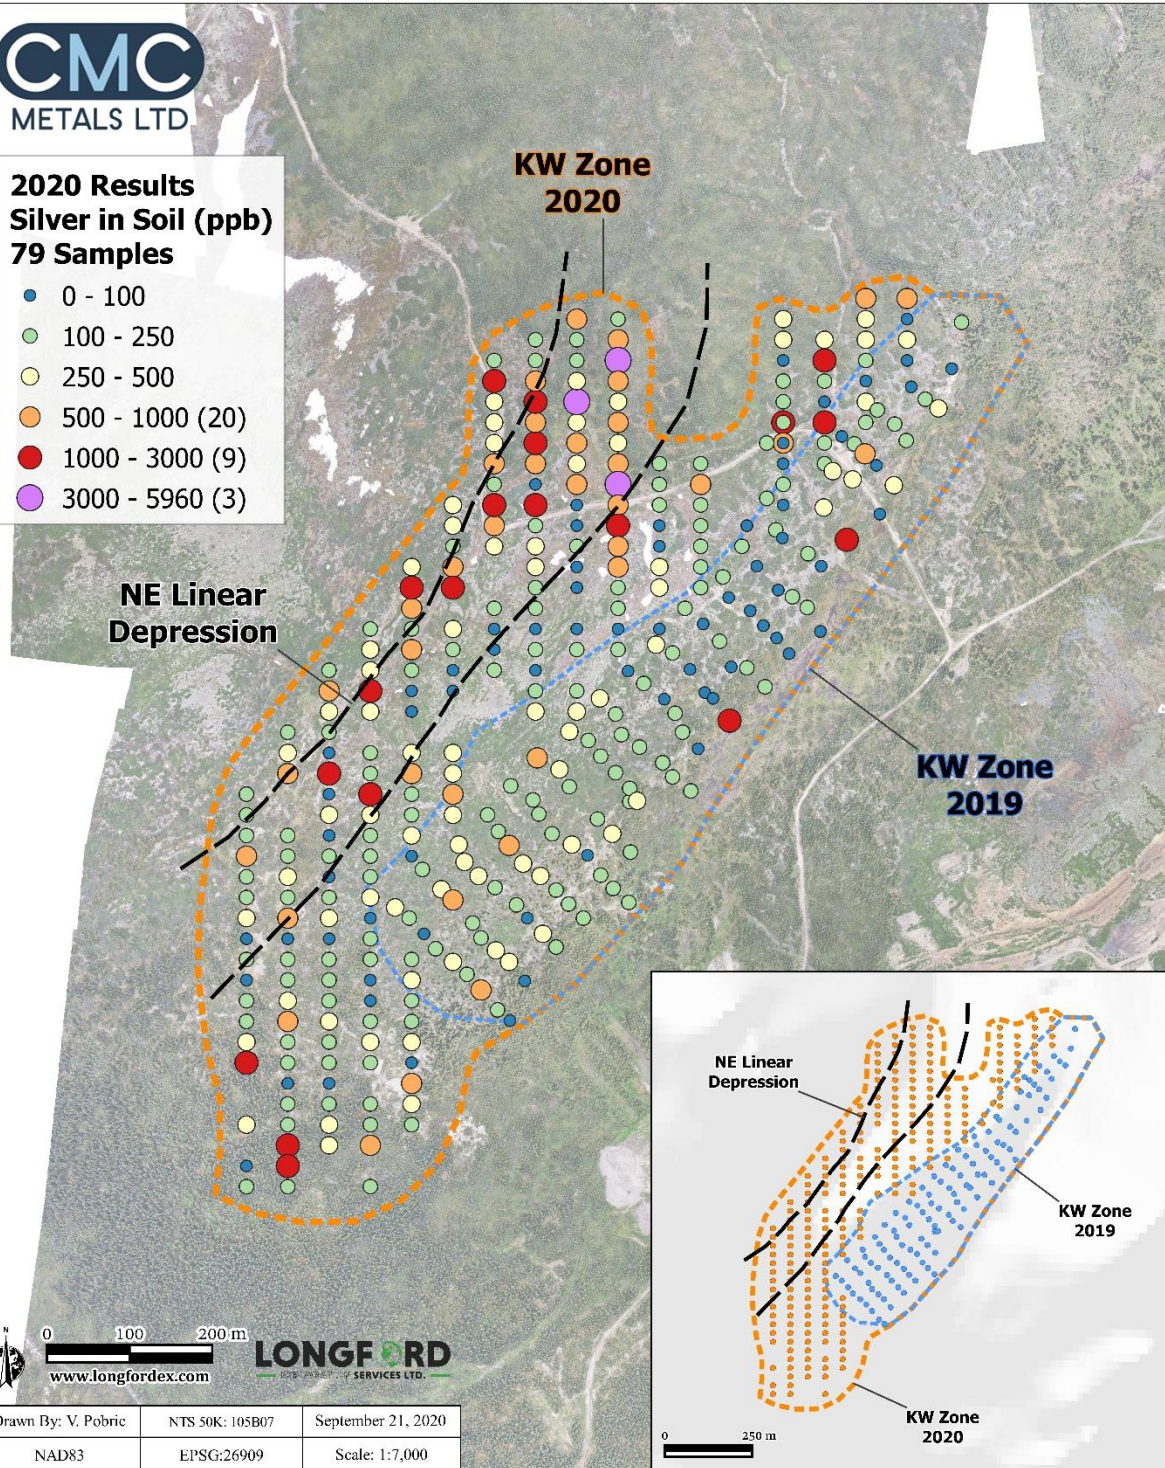 CMC
METALS LTD
2020 Results
Silver in Soil (ppb)
79 Samples
0 - 100
100 - 250
250 - 500
500 - 1000 (20)
1000 - 3000 (9)
3000 - 5960 (3)
KW Zone
2020
NE Linear
Depression
KW Zone
2019
NE Linear
Depression
KW Zone
2019
KW Zone
2020
0 250 m
N
0 100 200 m
www.longfordex.com
LONGFORD
EXPLORATION SERVICES LTD.
Drawn By: V. Pobric
NTS 50K: 105B07
September 21, 2020
NAD83
EPSG:26909
Scale: 1:7,000